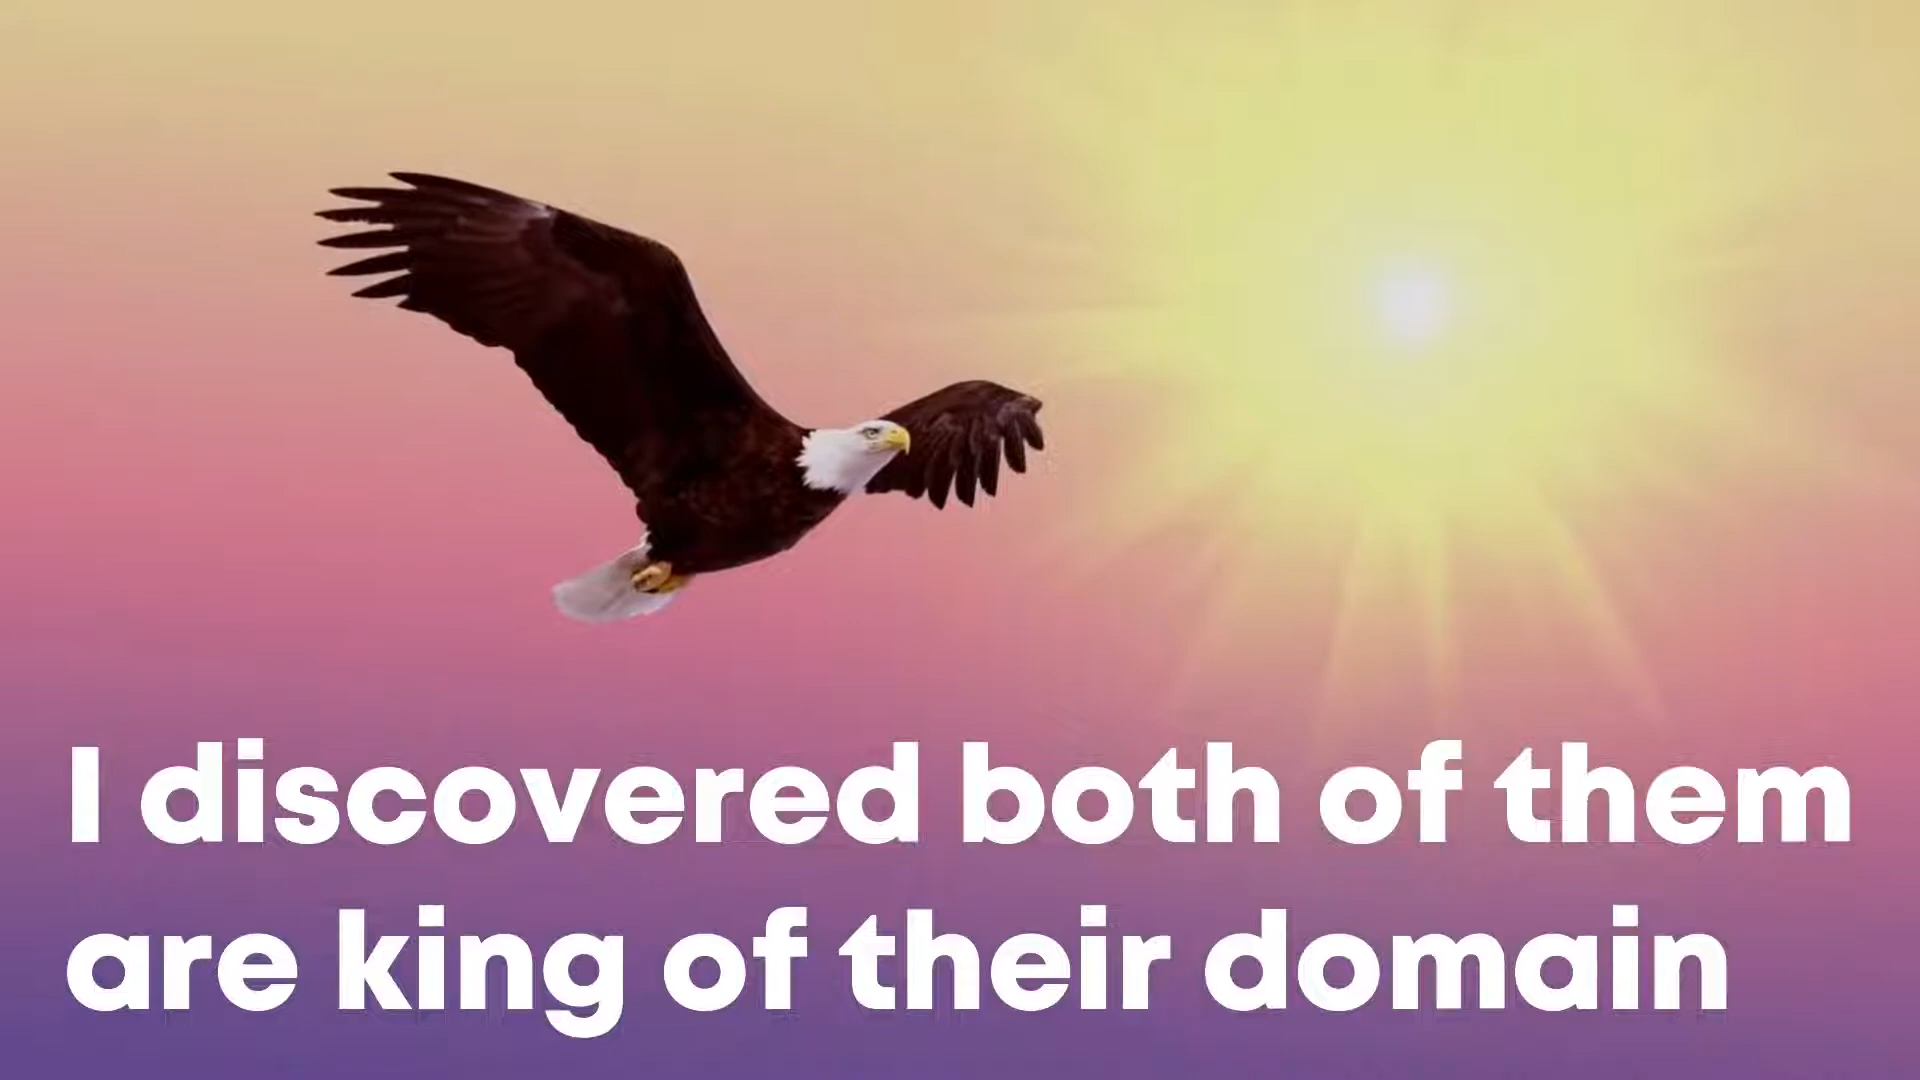 I discovered both of them
are king of their domain